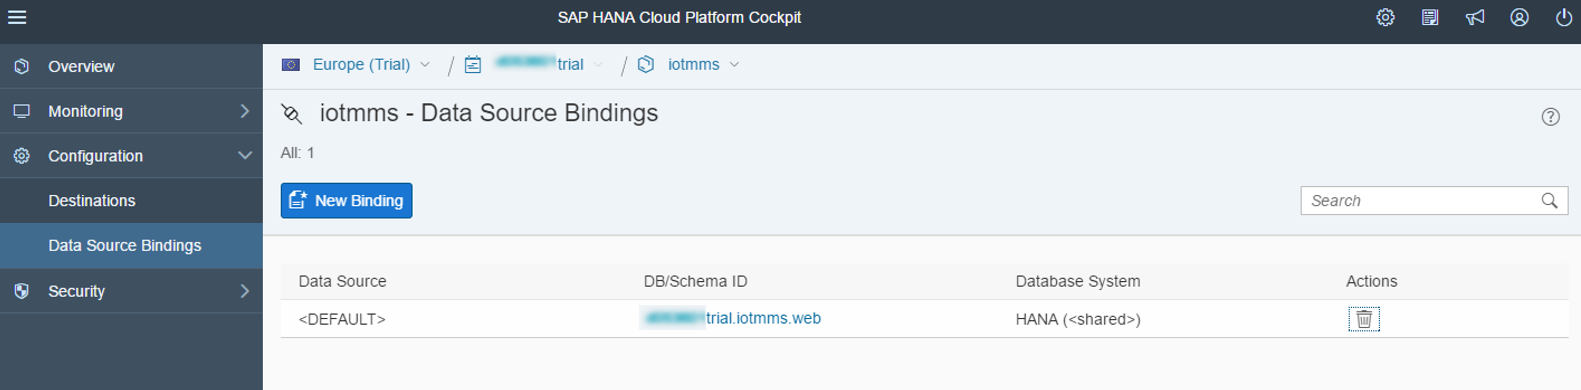 SAP HANA Cloud Platform Cockpit
Overview
Monitoring
Configuration
Destinations
Data Source Bindings
Security
Europe (Trial) / trial / iotmms
iotmms - Data Source Bindings
All: 1
New Binding
Search
Data Source DB/Schema ID Database System Actions
<DEFAULT> trial.iotmms.web HANA (<shared>)